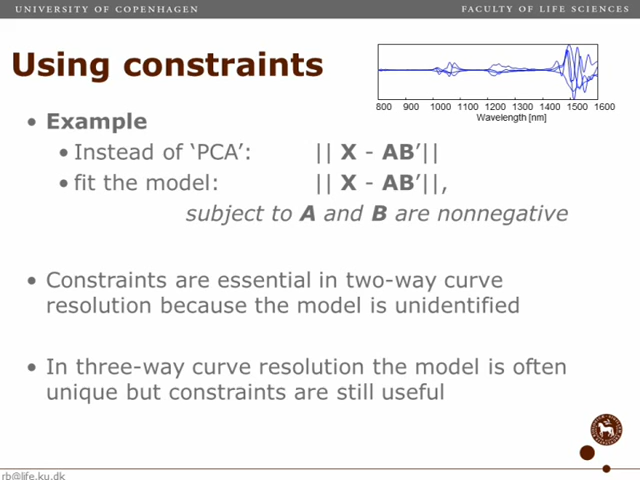 UNIVERSITY OF COPENHAGEN
FACULTY OF LIFE SCIENCES
Using constraints
800 900 1000 1100 1200 1300 1400 1500 1600
Wavelength [nm]
• Example
• Instead of ‘PCA’: || X - AB’||
• fit the model: || X - AB’||,
subject to A and B are nonnegative
• Constraints are essential in two-way curve
resolution because the model is unidentified
• In three-way curve resolution the model is often
unique but constraints are still useful
rb@life.ku.dk